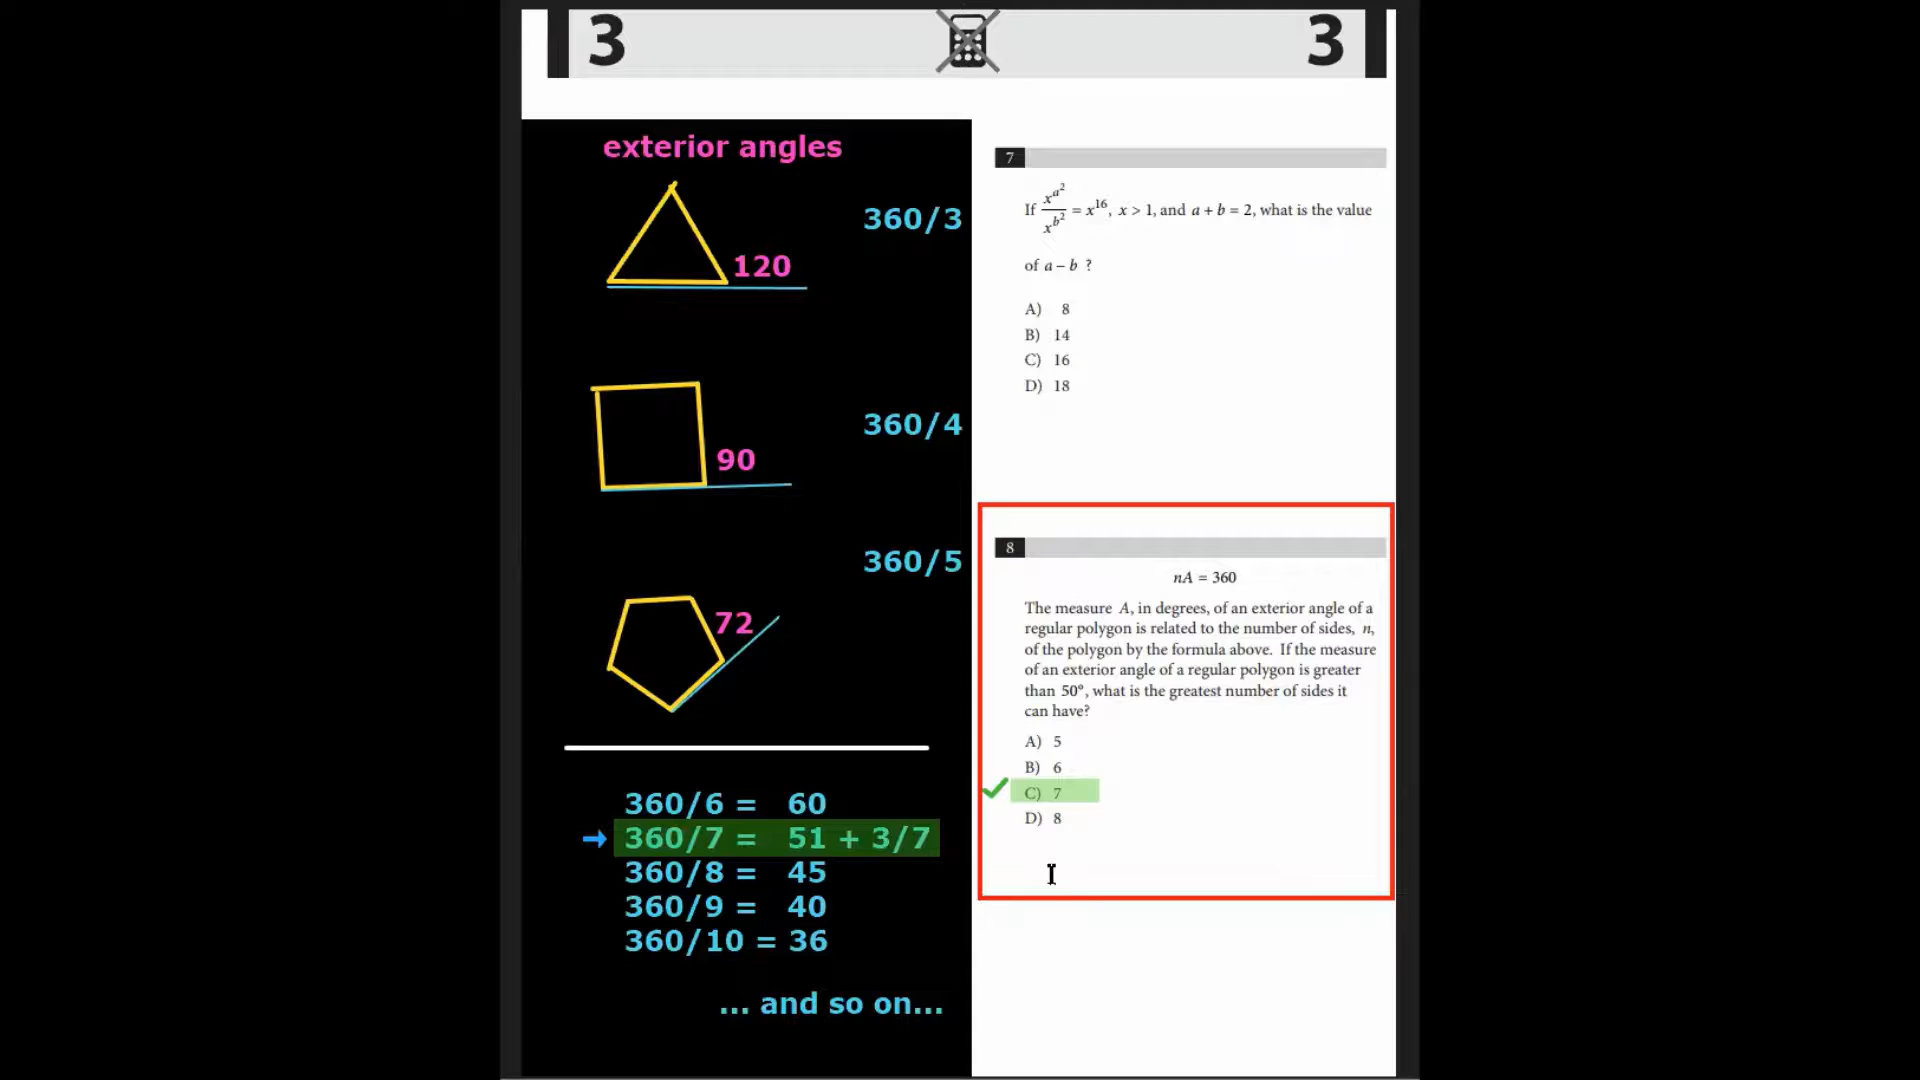 3 3
exterior angles
360/3
120
360/4
90
360/5
72
360/6 = 60
→ 360/7 = 51 + 3/7
360/8 = 45
360/9 = 40
360/10 = 36
... and so on...
7
If x^{a^2}/x^{b^2} = x^{16}, x > 1, and a + b = 2, what is the value
of a − b ?
A) 8
B) 14
C) 16
D) 18
8
nA = 360
The measure A, in degrees, of an exterior angle of a
regular polygon is related to the number of sides, n,
of the polygon by the formula above. If the measure
of an exterior angle of a regular polygon is greater
than 50°, what is the greatest number of sides it
can have?
A) 5
B) 6
C) 7
D) 8